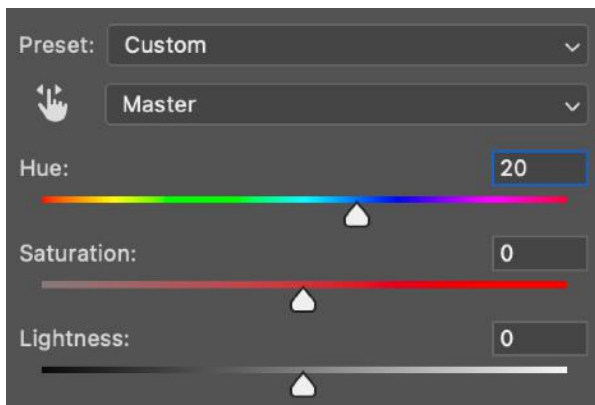 Preset: Custom
Master
Hue: 20
Saturation: 0
Lightness: 0